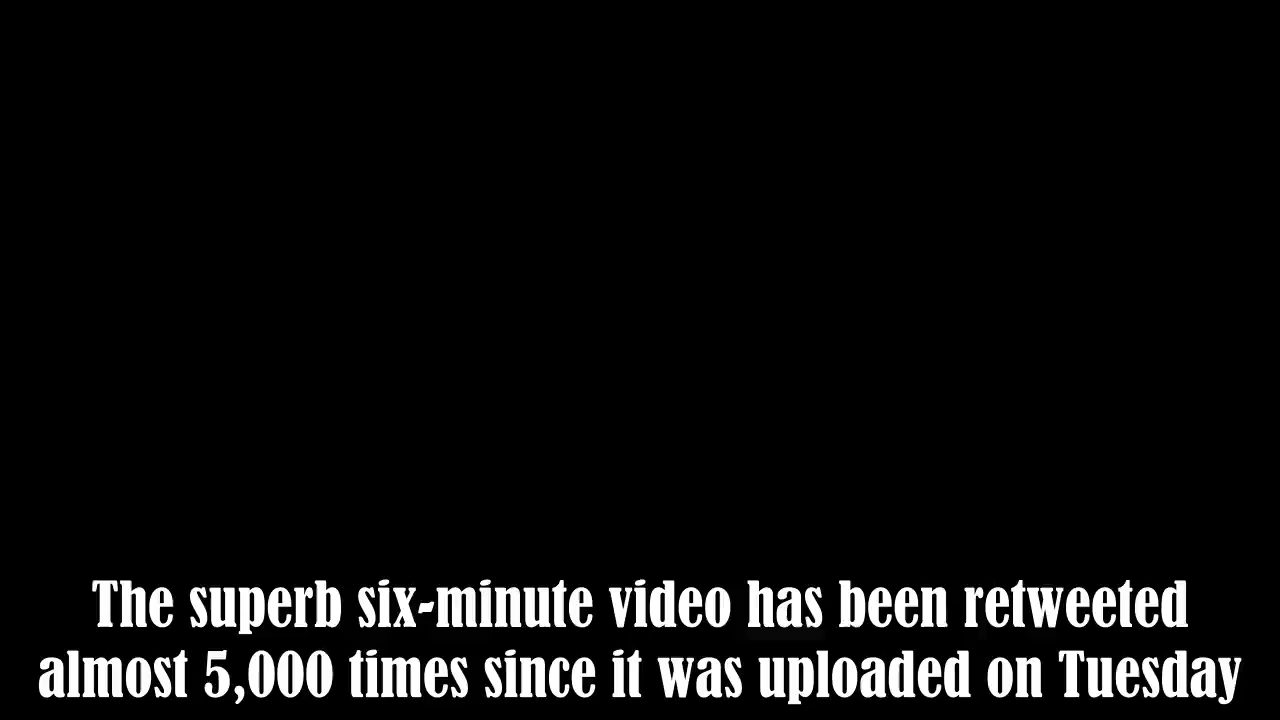 The superb six-minute video has been retweeted
almost 5,000 times since it was uploaded on Tuesday